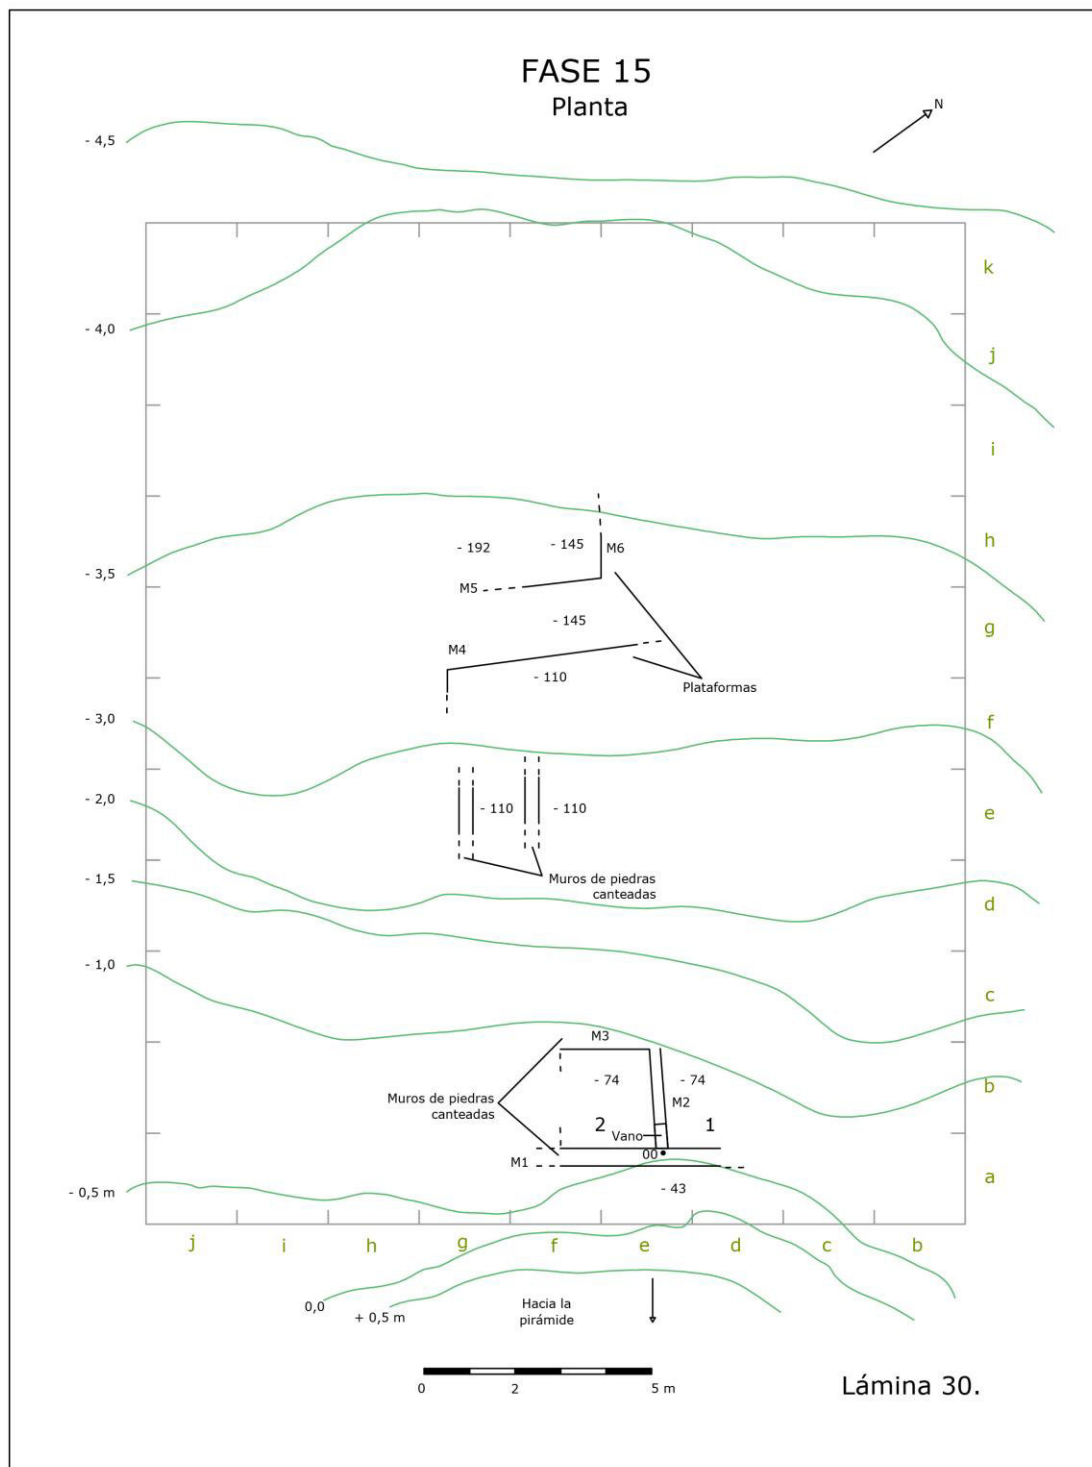 FASE 15
Planta
N
- 4,5
k
- 4,0
j
i
h
- 192
- 145
M6
- 3,5
M5
- 145
g
M4
- 110
Plataformas
- 3,0
f
- 2,0
- 110
- 110
e
- 1,5
Muros de piedras
canteadas
d
- 1,0
c
M3
- 74
- 74
b
Muros de piedras
canteadas
M2
2
1
Vano
00
M1
a
- 0,5 m
- 43
j
i
h
g
f
e
d
c
b
0,0
+ 0,5 m
Hacia la
pirámide
0
2
5 m
Lámina 30.